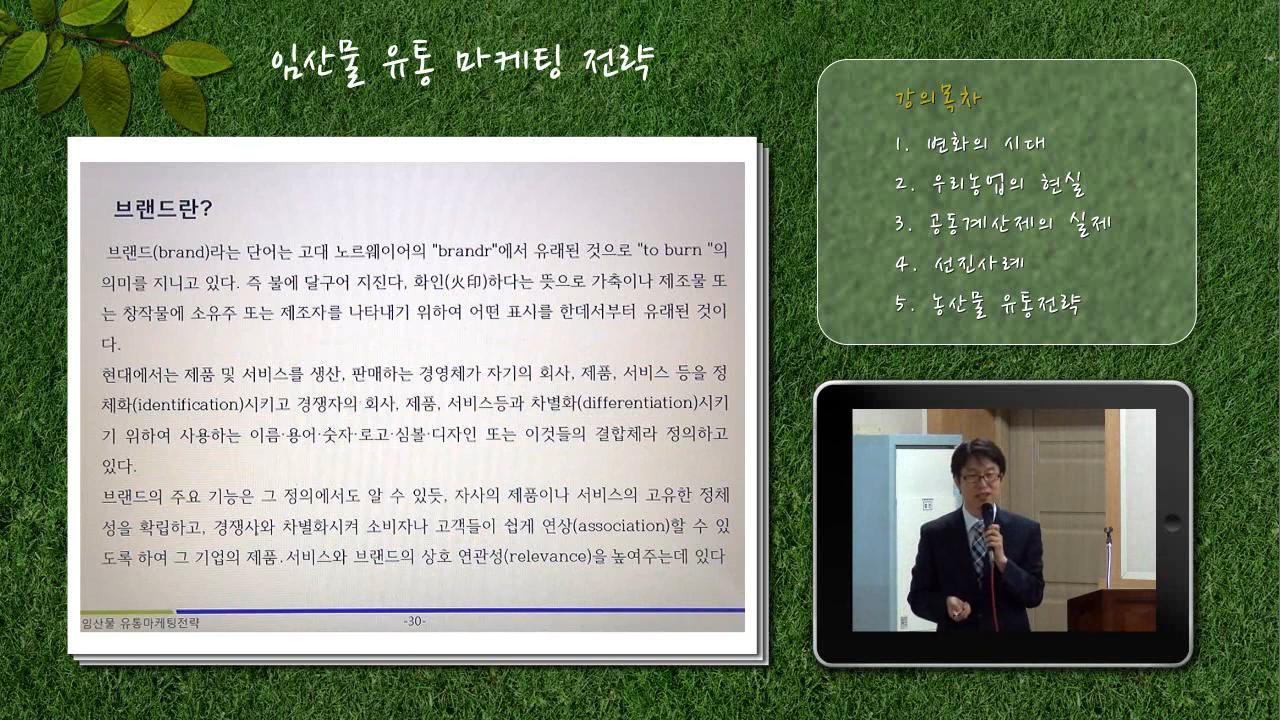 임산물 유통 마케팅 전략
브랜드란?
브랜드(brand)라는 단어는 고대 노르웨이어의 "brandr"에서 유래된 것으로 "to burn "의
의미를 지니고 있다. 즉 불에 달구어 지진다, 화인(火印)하다는 뜻으로 가축이나 제조물 또
는 창작물에 소유주 또는 제조자를 나타내기 위하여 어떤 표시를 한데서부터 유래된 것이
다.
현대에서는 제품 및 서비스를 생산, 판매하는 경영체가 자기의 회사, 제품, 서비스 등을 정
체화(identification)시키고 경쟁자의 회사, 제품, 서비스등과 차별화(differentiation)시키
기 위하여 사용하는 이름·용어·숫자·로고·심볼·디자인 또는 이것들의 결합체라 정의하고
있다.
브랜드의 주요 기능은 그 정의에서도 알 수 있듯, 자사의 제품이나 서비스의 고유한 정체
성을 확립하고, 경쟁사와 차별화시켜 소비자나 고객들이 쉽게 연상(association)할 수 있
도록 하여 그 기업의 제품.서비스와 브랜드의 상호 연관성(relevance)을 높여주는데 있다
임산물 유통마케팅전략
-30-
강의목차
1. 변화의 시대
2. 우리농업의 현실
3. 공동계산제의 실제
4. 선진사례
5. 농산물 유통전략